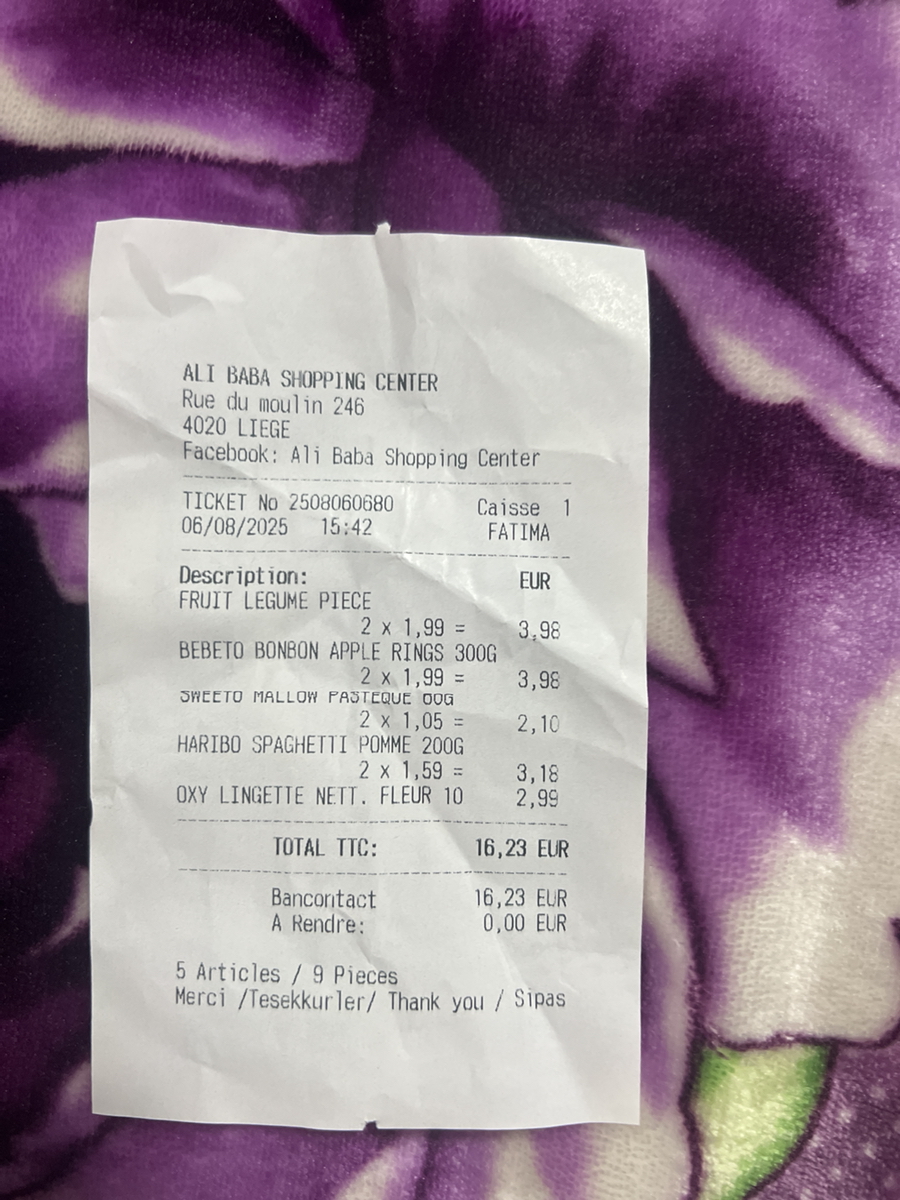 ALI BABA SHOPPING CENTER
Rue du moulin 246
4020 LIEGE
Facebook: Ali Baba Shopping Center
TICKET No 2508060680 Caisse 1
06/08/2025 15:42 FATIMA
Description: EUR
FRUIT LEGUME PIECE
2 x 1,99 = 3,98
BEBETO BONBON APPLE RINGS 300G
2 x 1,99 = 3,98
SWEETO MALLOW PASTEQUE
2 x 1,05 = 2,10
HARIBO SPAGHETTI POMME 200G
2 x 1,59 = 3,18
OXY LINGETTE NETT. FLEUR 10 2,99
TOTAL TTC: 16,23 EUR
Bancontact 16,23 EUR
A Rendre: 0,00 EUR
5 Articles / 9 Pieces
Merci /Tesekkurler/ Thank you / Sipas